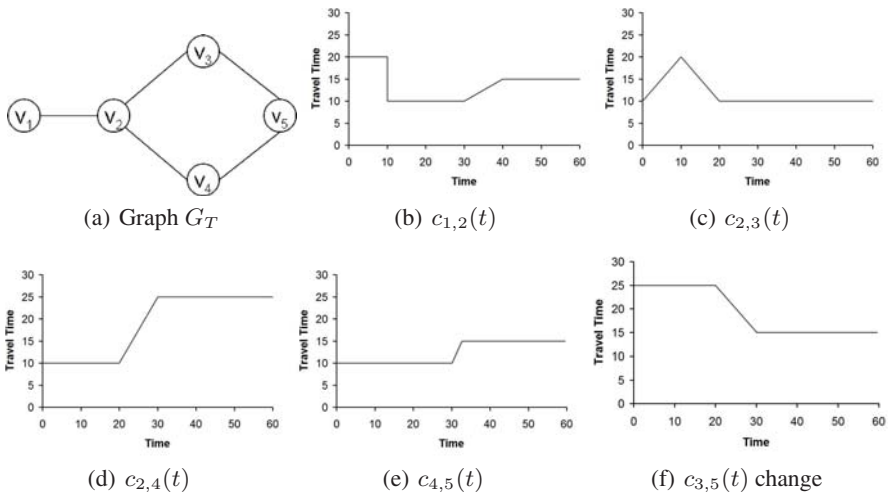 v1
v2
v3
v4
v5
(a) Graph G_T
Travel Time
30
25
20
15
10
5
0
0 10 20 30 40 50 60
Time
(b) c_{1,2}(t)
Travel Time
30
25
20
15
10
5
0
0 10 20 30 40 50 60
Time
(c) c_{2,3}(t)
Travel Time
30
25
20
15
10
5
0
0 10 20 30 40 50 60
Time
(d) c_{2,4}(t)
Travel Time
30
25
20
15
10
5
0
0 10 20 30 40 50 60
Time
(e) c_{4,5}(t)
Travel Time
30
25
20
15
10
5
0
0 10 20 30 40 50 60
Time
(f) c_{3,5}(t) change